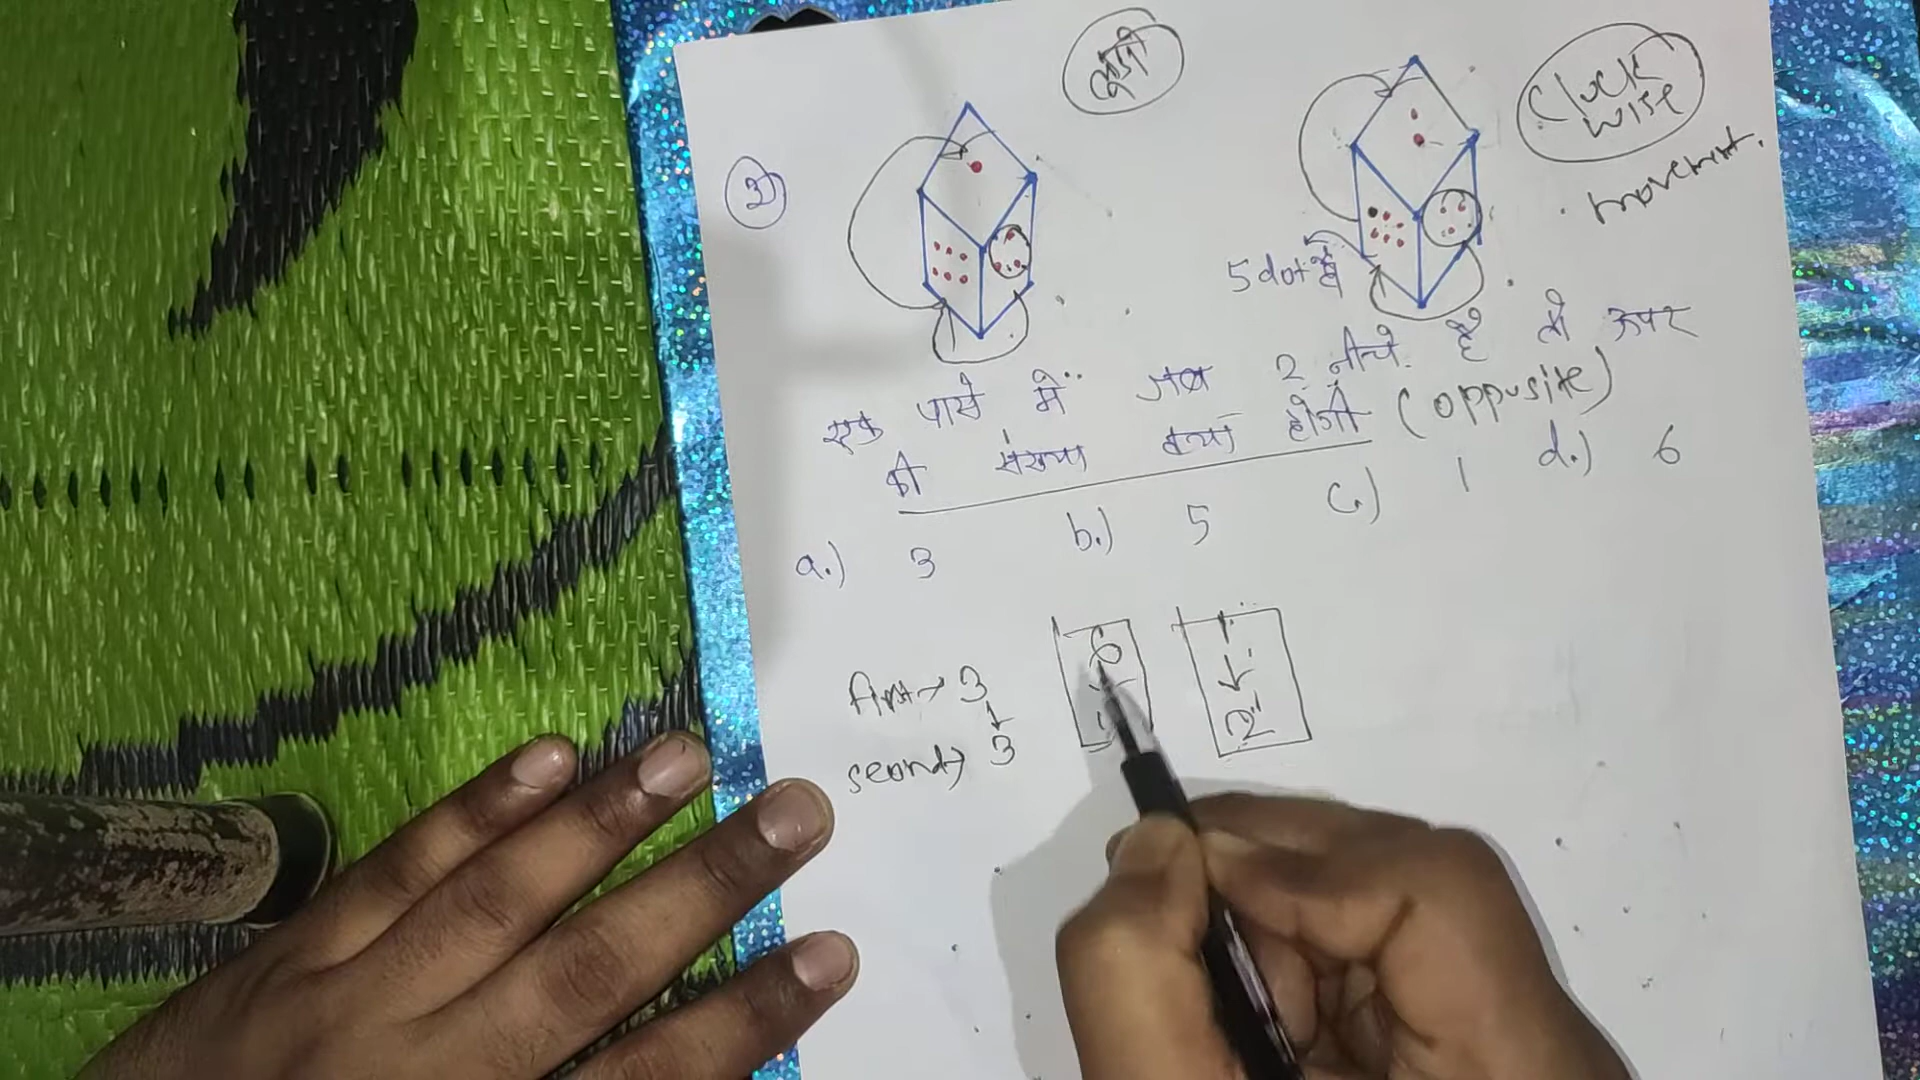 Clock
wise
movement.
2
5 dot है
एक पासे में जब 2 नीचे है तो ऊपर
की संख्या क्या होगी (oppusite)
a.) 3 b.) 5 c.) 1 d.) 6
first→ 3 6 1
second→ 3 2